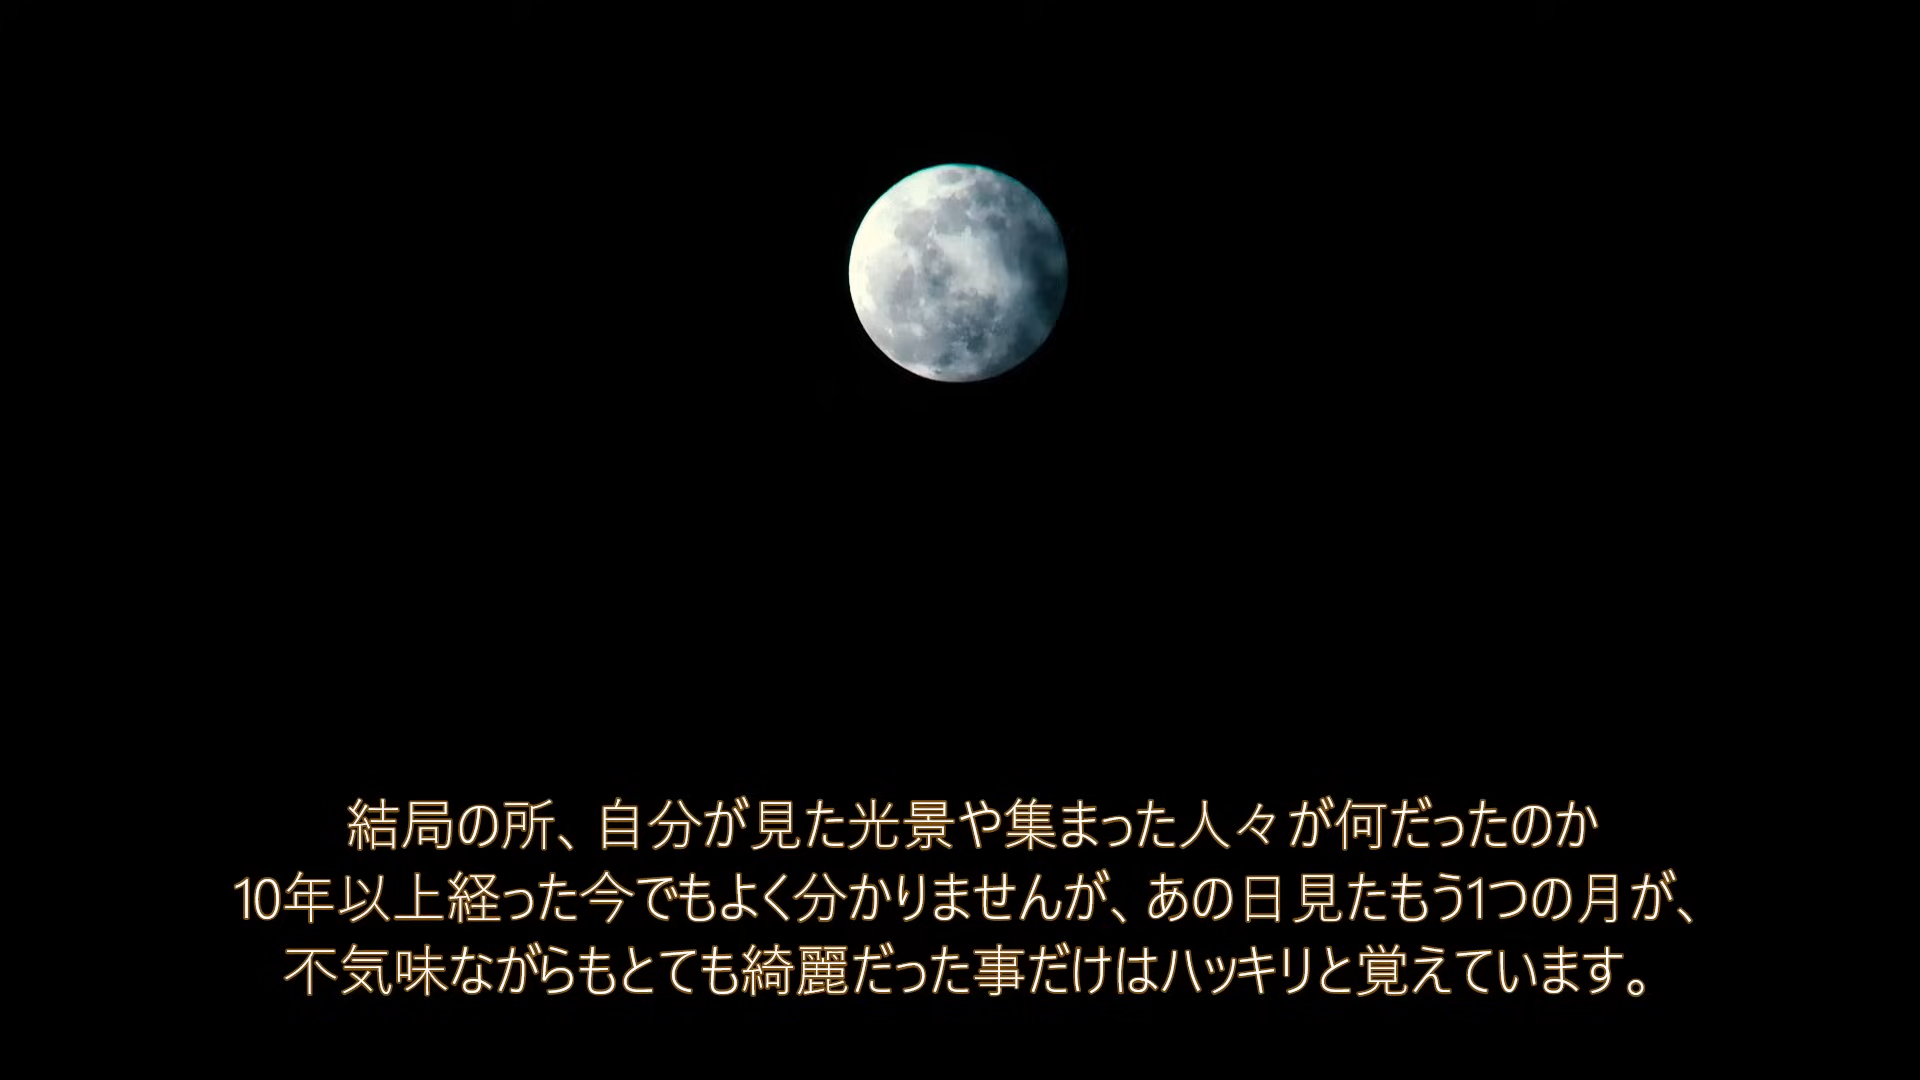 結局の所、自分が見た光景や集まった人々が何だったのか
10年以上経った今でもよく分かりませんが、あの日見たもう1つの月が、
不気味ながらもとても綺麗だった事だけはハッキリと覚えています。